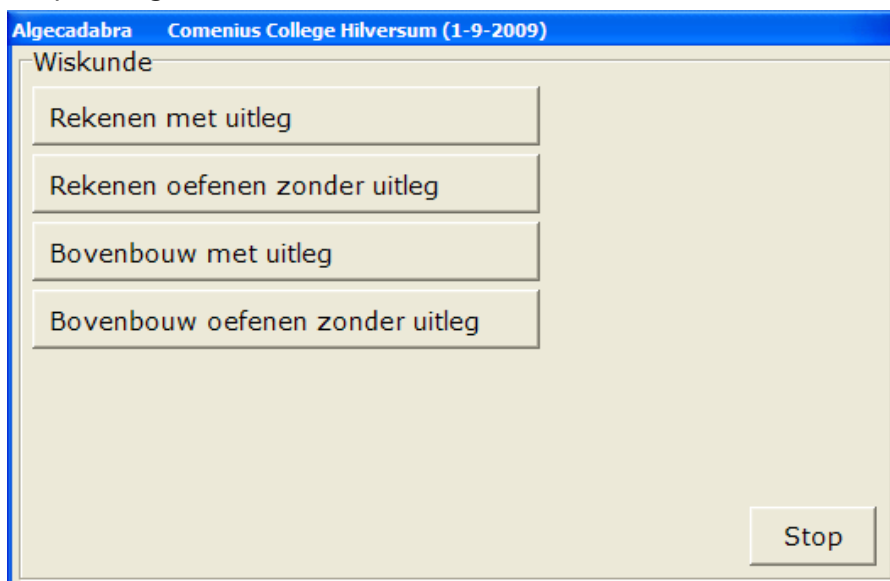 Algecadabra Comenius College Hilversum (1-9-2009)
Wiskunde
Rekenen met uitleg
Rekenen oefenen zonder uitleg
Bovenbouw met uitleg
Bovenbouw oefenen zonder uitleg
Stop